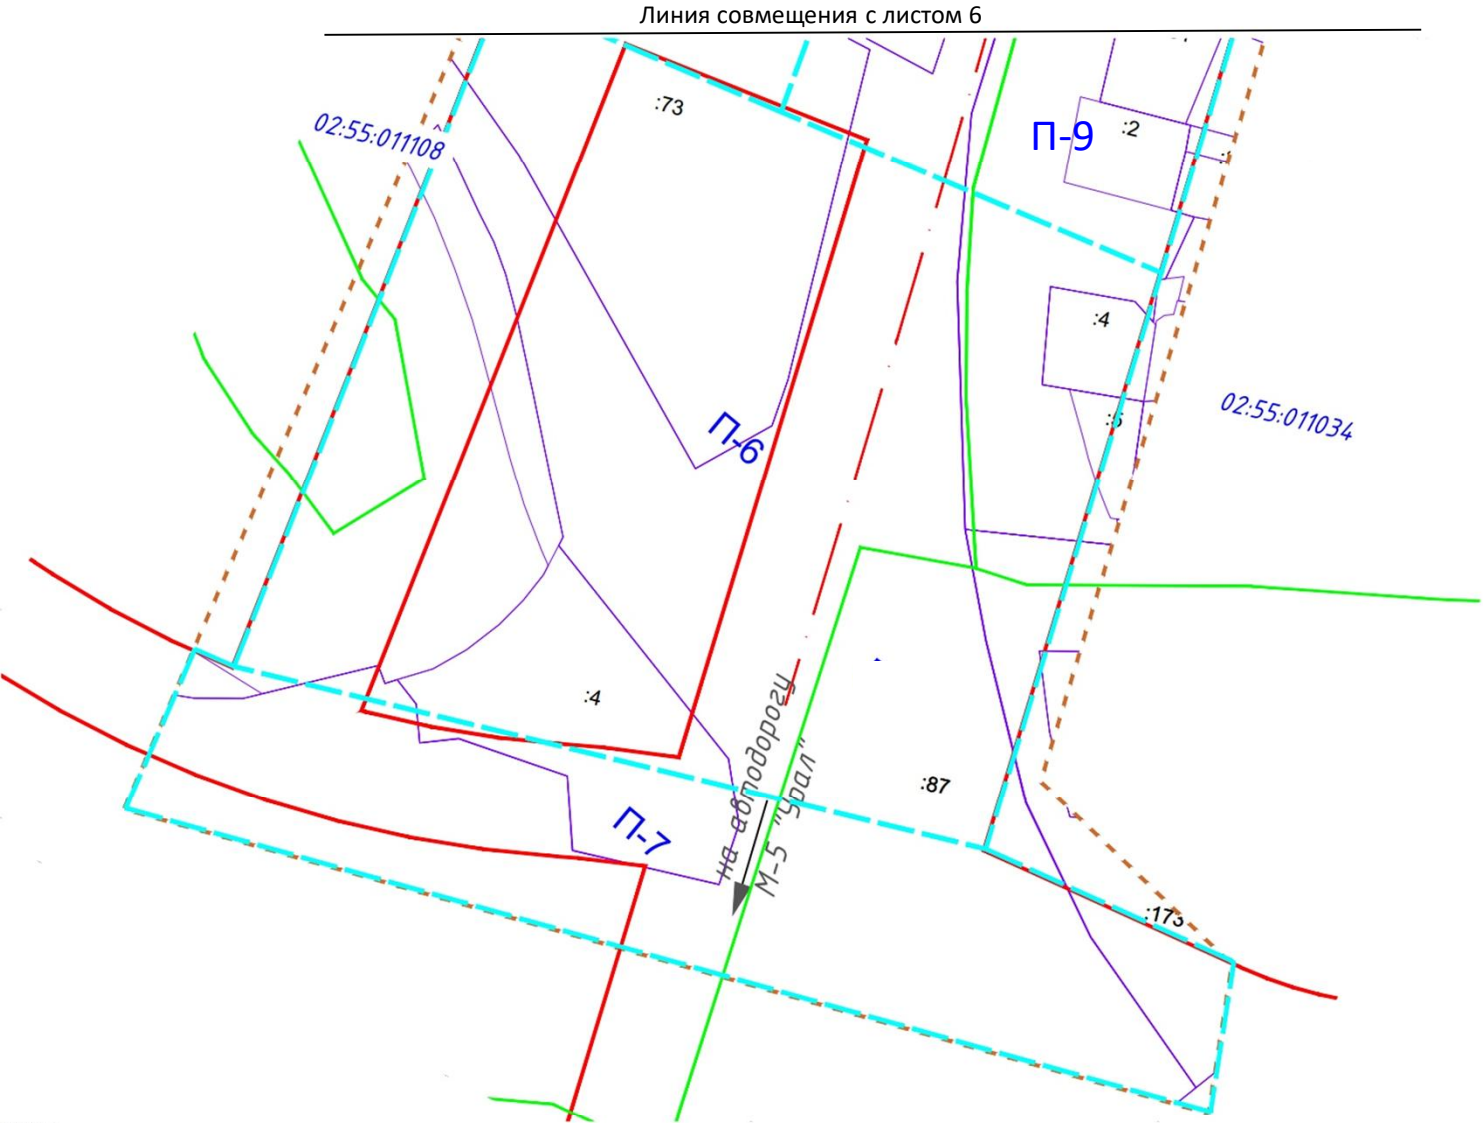 Линия совмещения с листом 6
:73
02:55:011108
П-9
:2
:4
02:55:011034
П-6
:4
на автодорогу
М-5 "Урал"
:87
П-7
:173